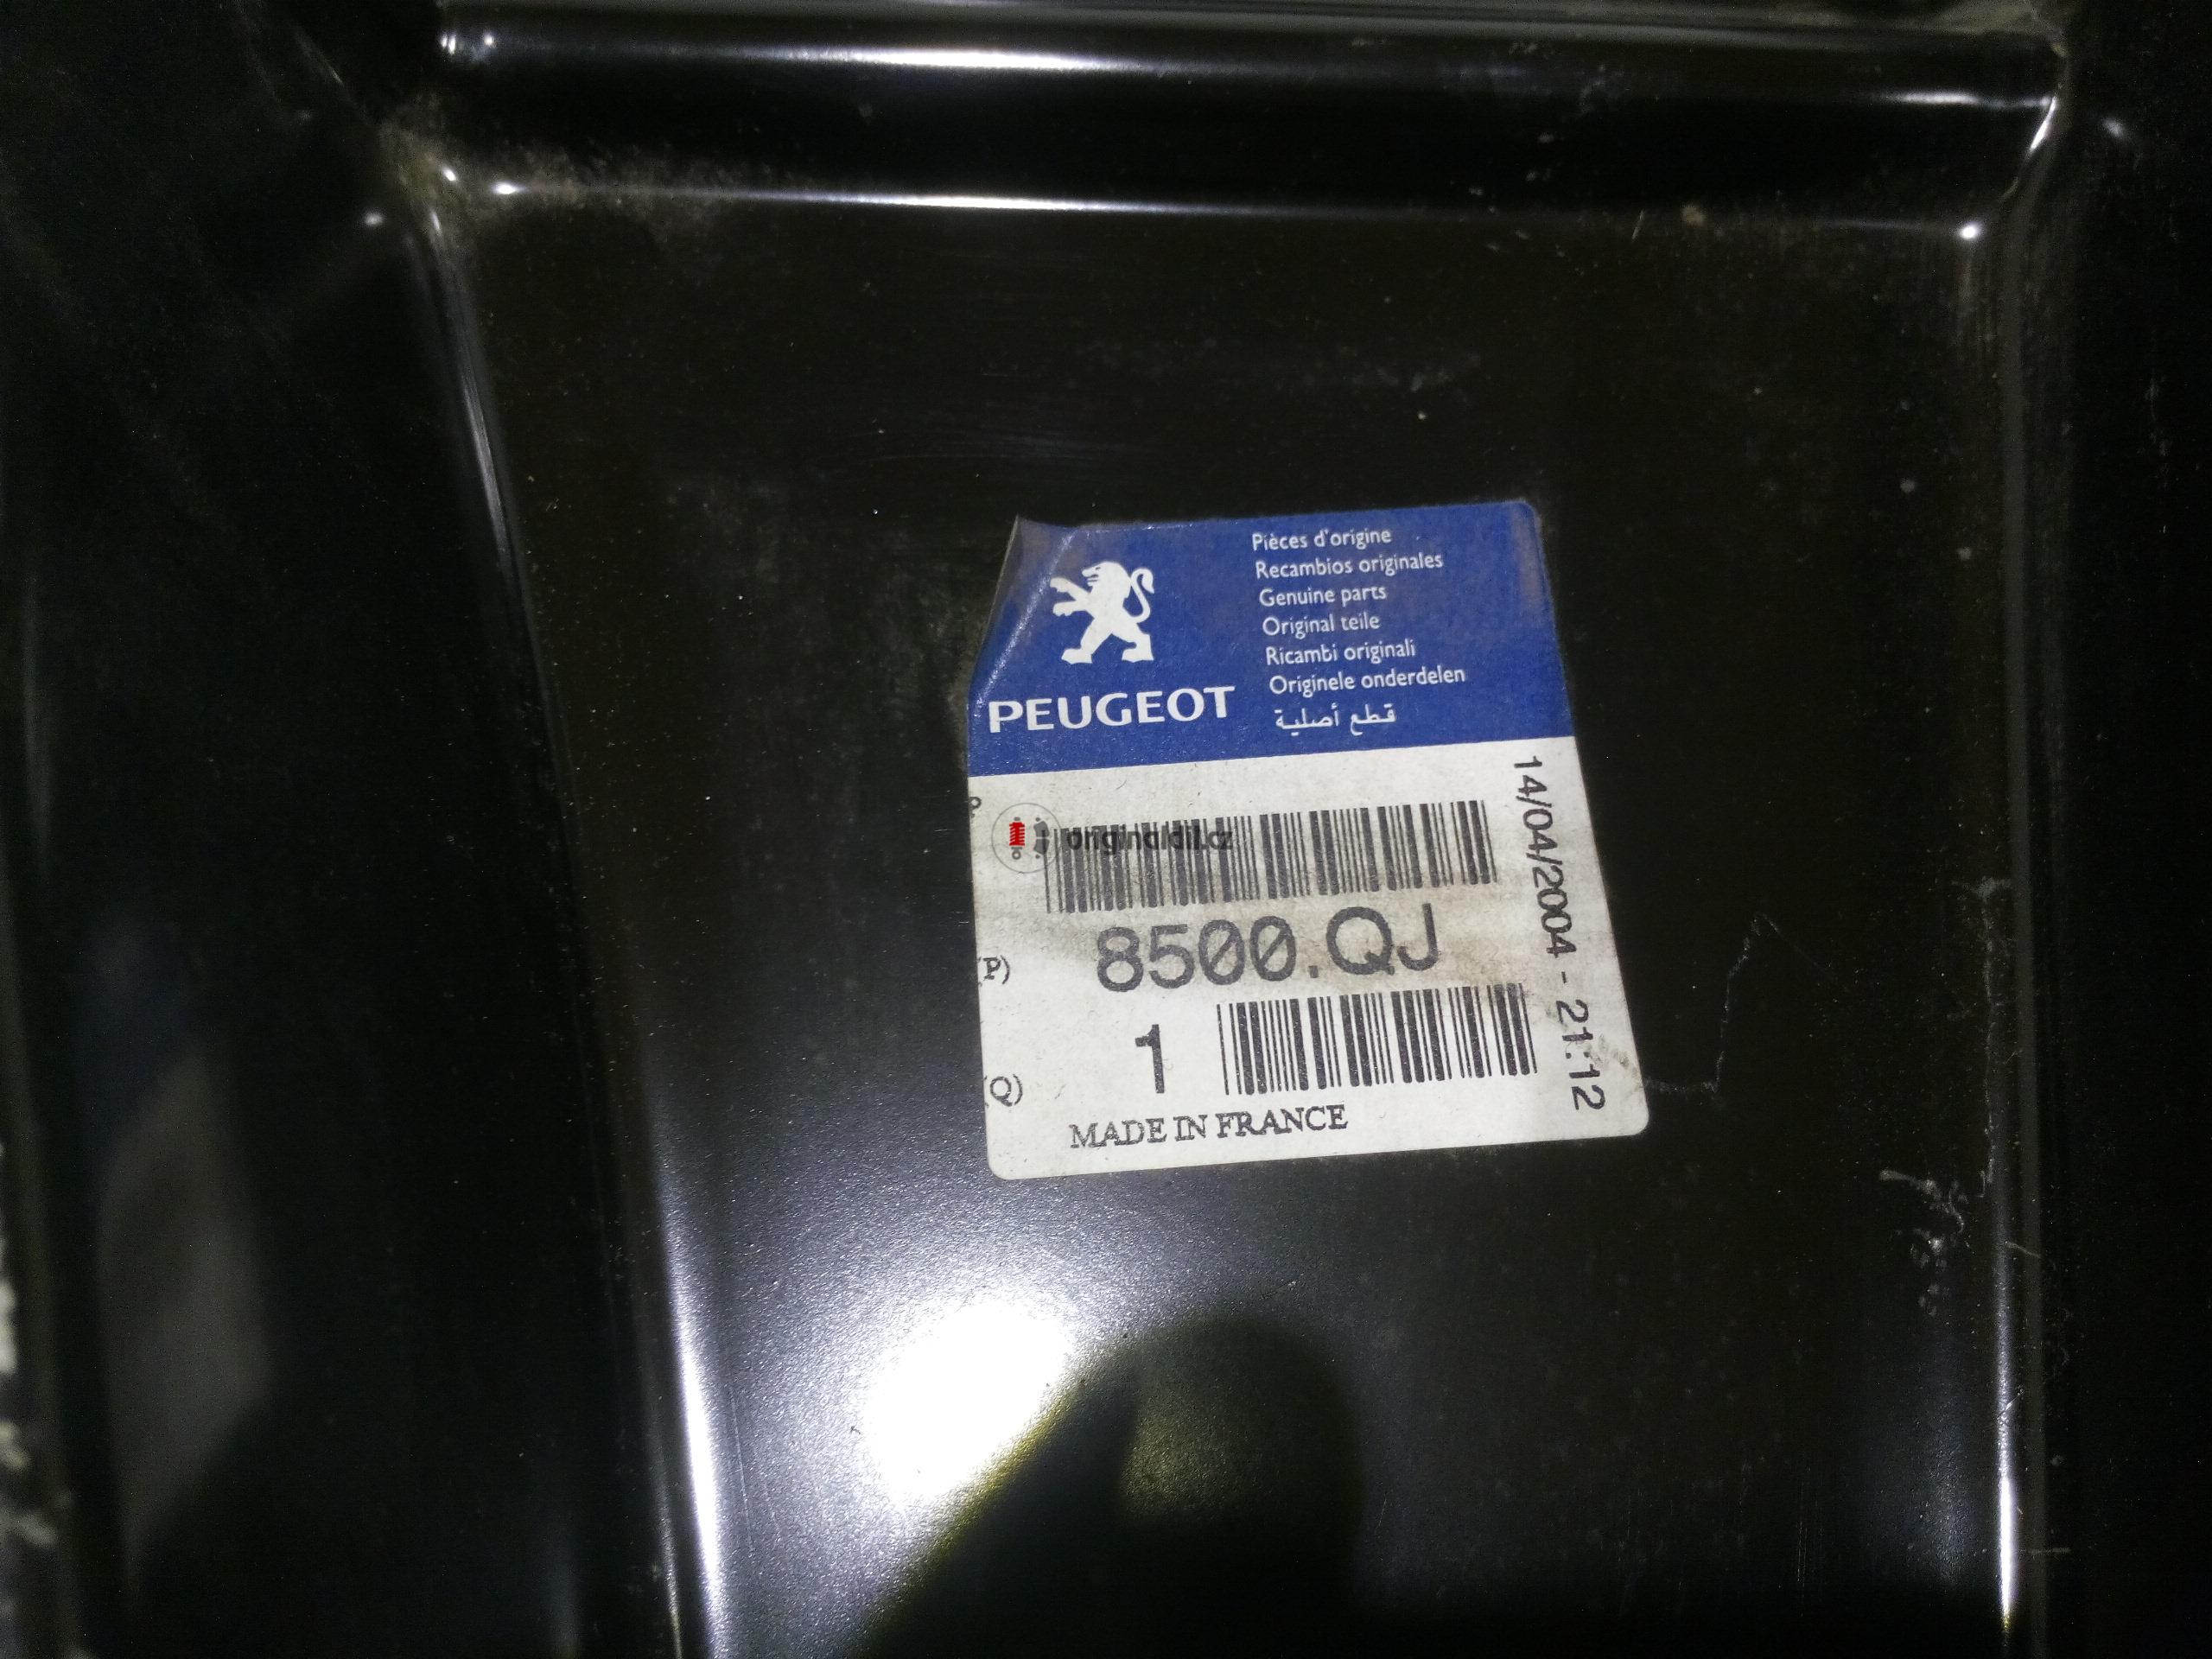 PEUGEOT
Pièces d'origine
Recambios originales
Genuine parts
Original teile
Ricambi originali
Originele onderdelen
قطع أصلية
14/04/2004 - 21:12
originaldil.cz
(P) 8500.QJ
(Q) 1
MADE IN FRANCE